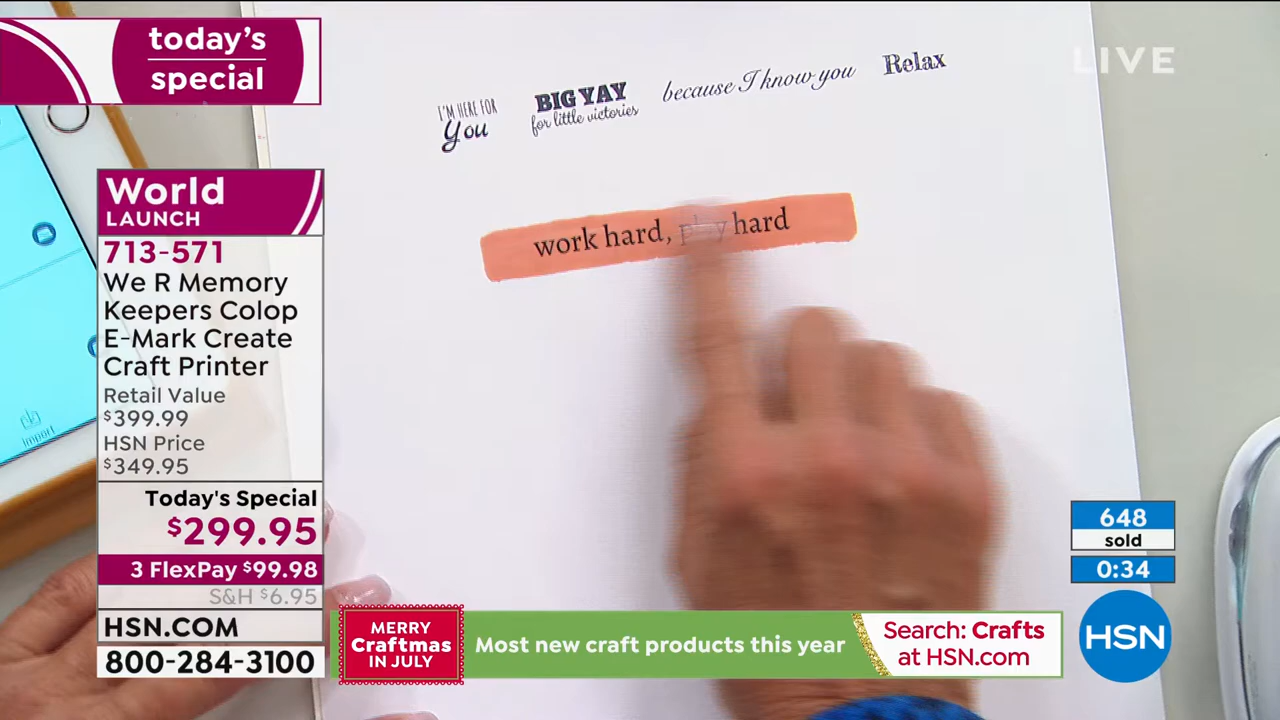 today's
special
LIVE
I'M HERE FOR
You
BIG YAY
for little victories
because I know you
Relax
work hard, play hard
World
LAUNCH
713-571
We R Memory
Keepers Colop
E-Mark Create
Craft Printer
Retail Value
$399.99
HSN Price
$349.95
Today's Special
$299.95
3 FlexPay $99.98
S&H $6.95
HSN.COM
800-284-3100
Import
648
sold
0:34
MERRY
Craftmas
IN JULY
Most new craft products this year
Search: Crafts
at HSN.com
HSN